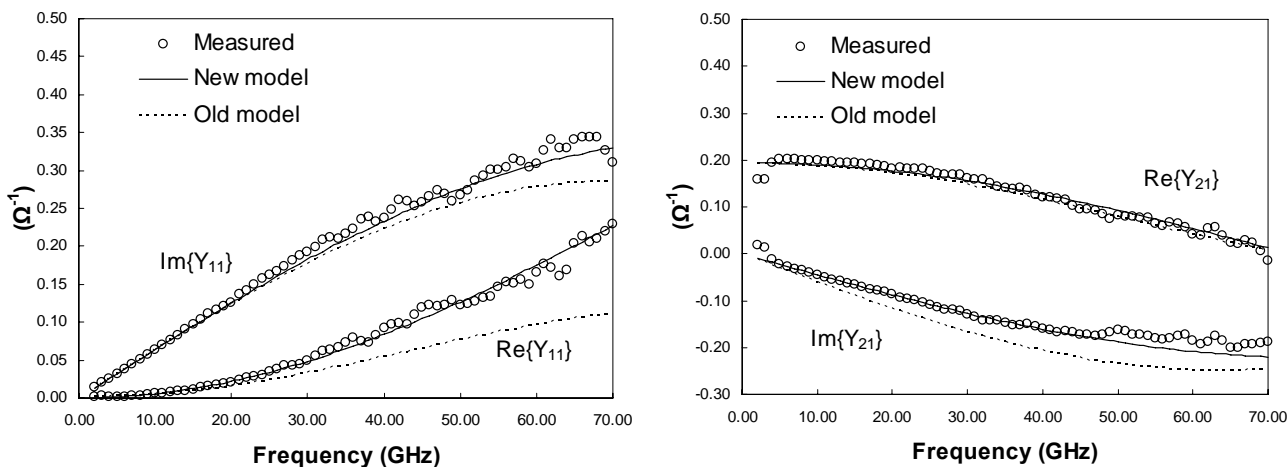 0.50
0.45
0.40
0.35
0.30
0.25
0.20
0.15
0.10
0.05
0.00
(Ω⁻¹)
Measured
New model
Old model
Im{Y₁₁}
Re{Y₁₁}
0.00 10.00 20.00 30.00 40.00 50.00 60.00 70.00
Frequency (GHz)
0.50
0.40
0.30
0.20
0.10
0.00
-0.10
-0.20
-0.30
(Ω⁻¹)
Measured
New model
Old model
Re{Y₂₁}
Im{Y₂₁}
0.00 10.00 20.00 30.00 40.00 50.00 60.00 70.00
Frequency (GHz)